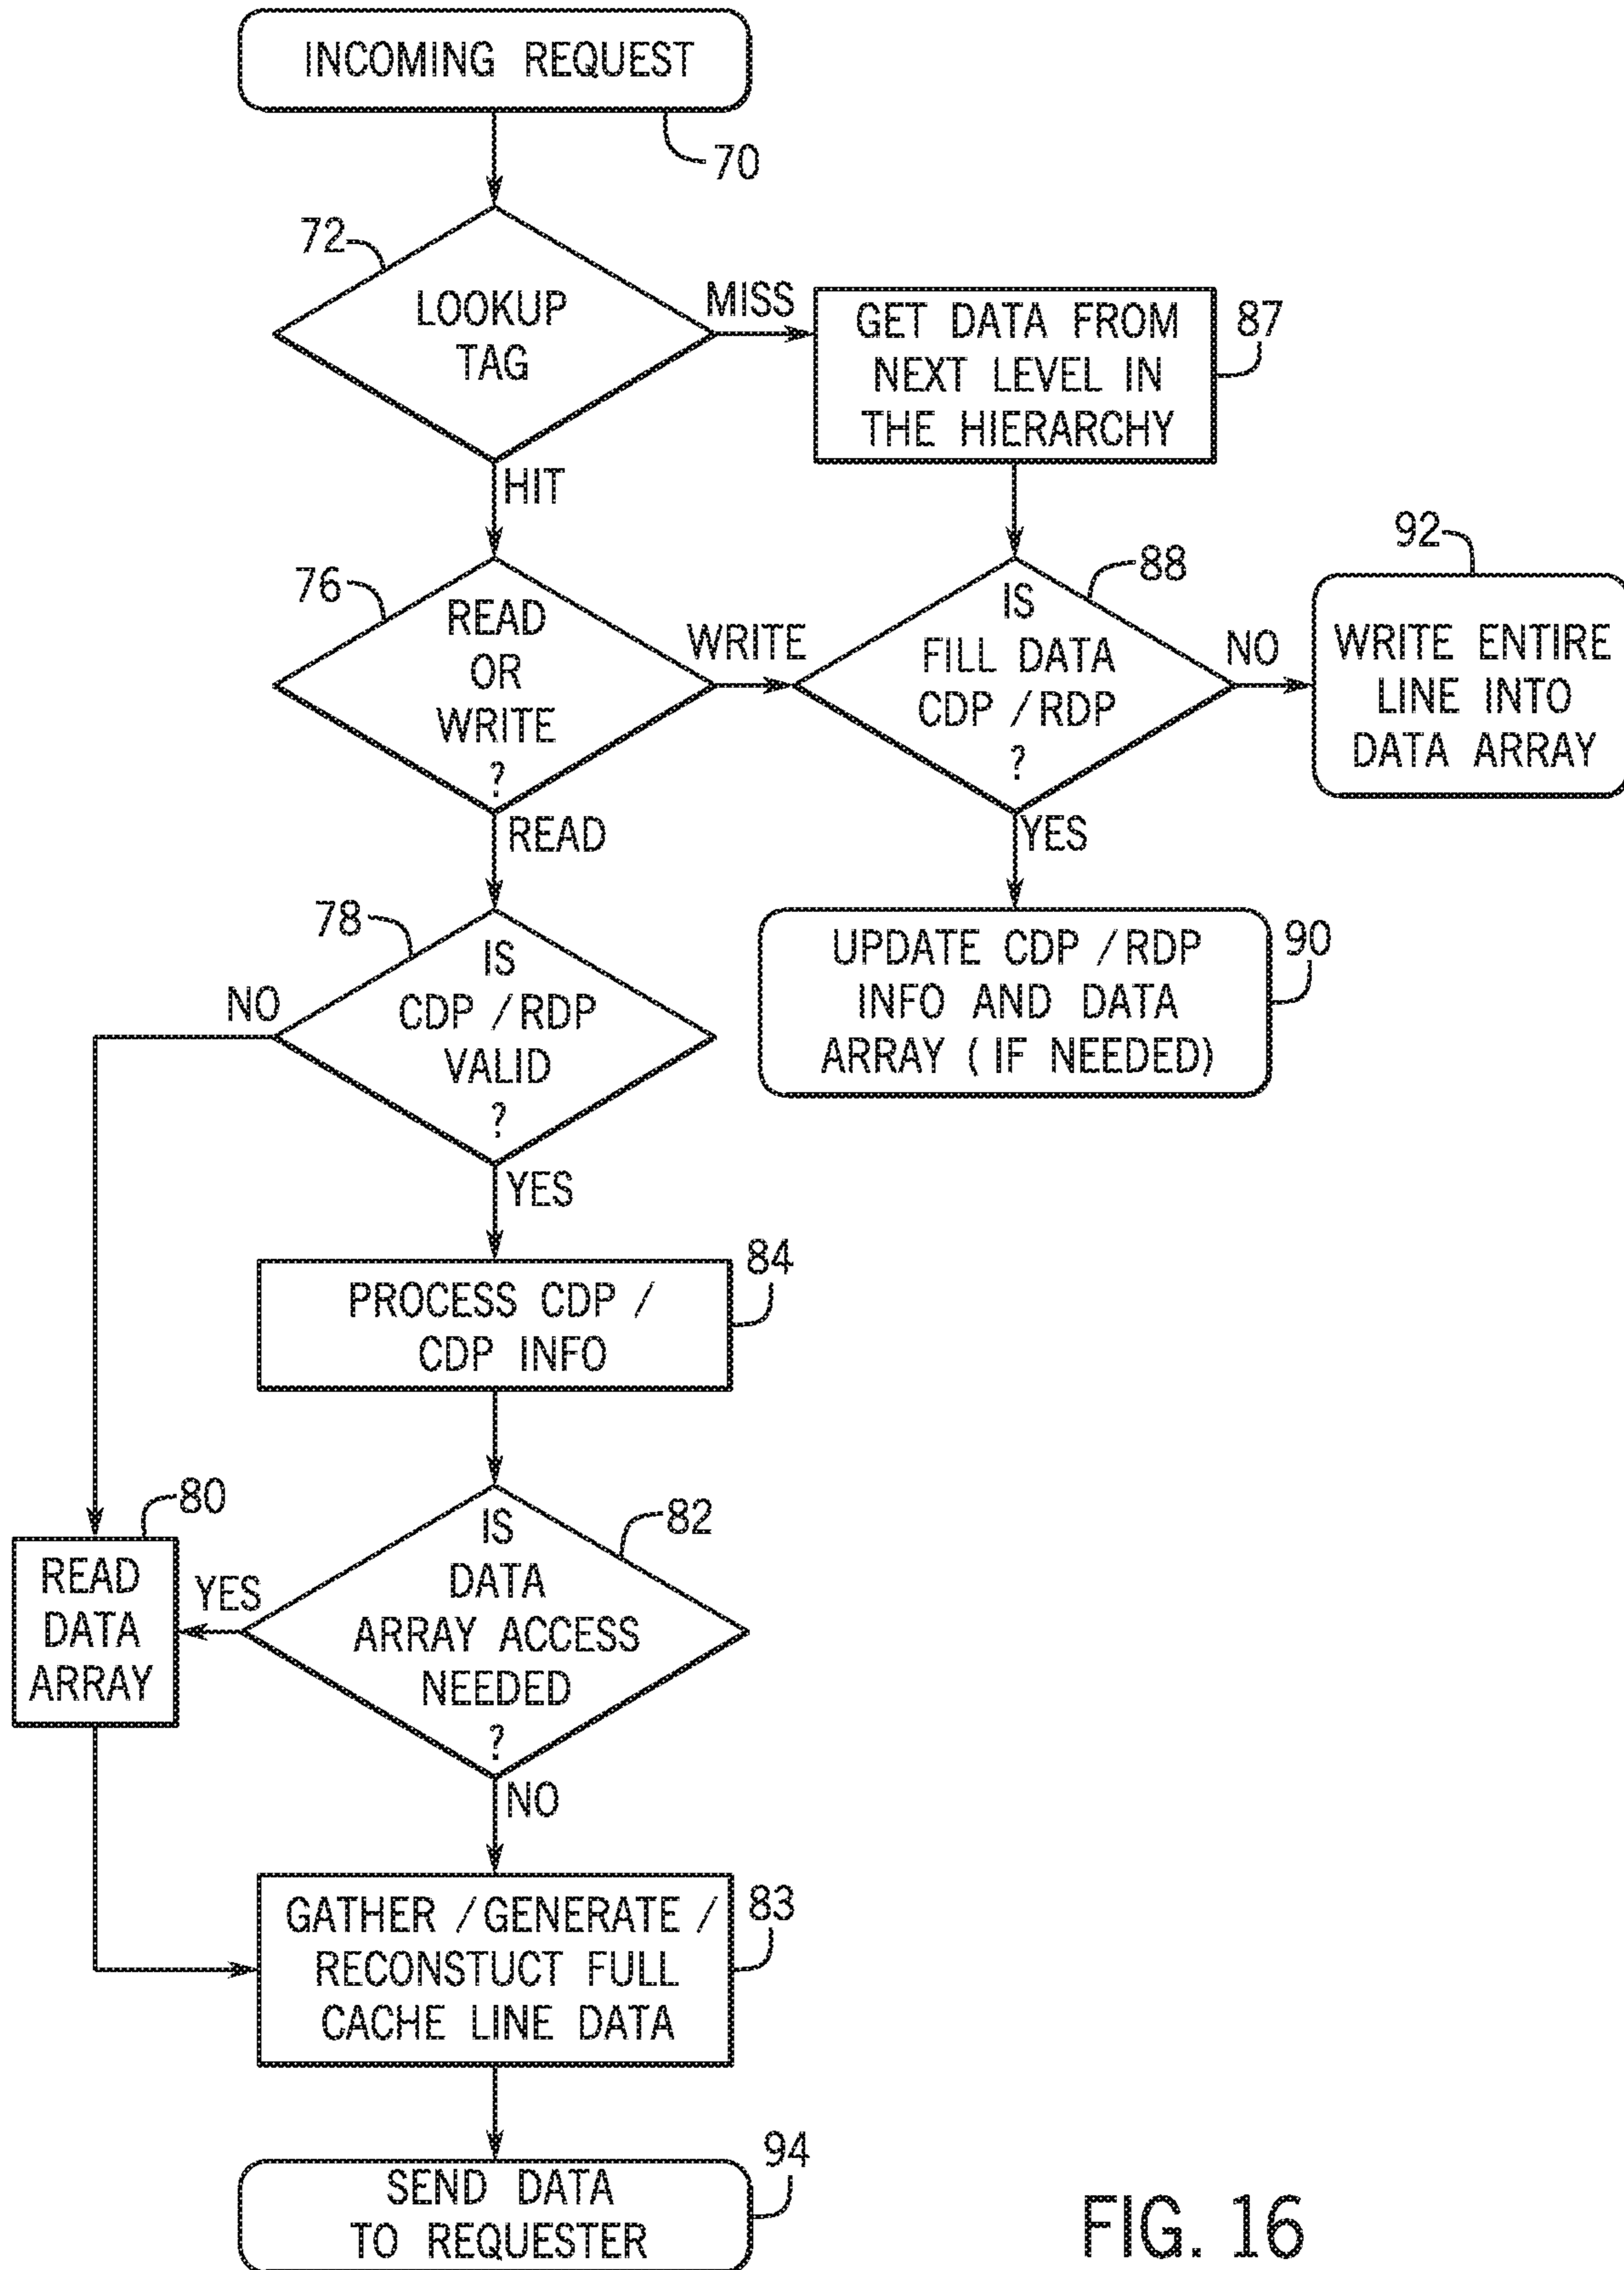 INCOMING REQUEST
70
72
LOOKUP
TAG
MISS
GET DATA FROM
NEXT LEVEL IN
THE HIERARCHY
87
HIT
76
READ
OR
WRITE
?
WRITE
88
IS
FILL DATA
CDP / RDP
?
NO
92
WRITE ENTIRE
LINE INTO
DATA ARRAY
READ
YES
78
IS
CDP / RDP
VALID
?
NO
UPDATE CDP / RDP
INFO AND DATA
ARRAY ( IF NEEDED)
90
YES
PROCESS CDP /
CDP INFO
84
80
READ
DATA
ARRAY
YES
IS
DATA
ARRAY ACCESS
NEEDED
?
82
NO
GATHER / GENERATE /
RECONSTUCT FULL
CACHE LINE DATA
83
SEND DATA
TO REQUESTER
94
FIG. 16